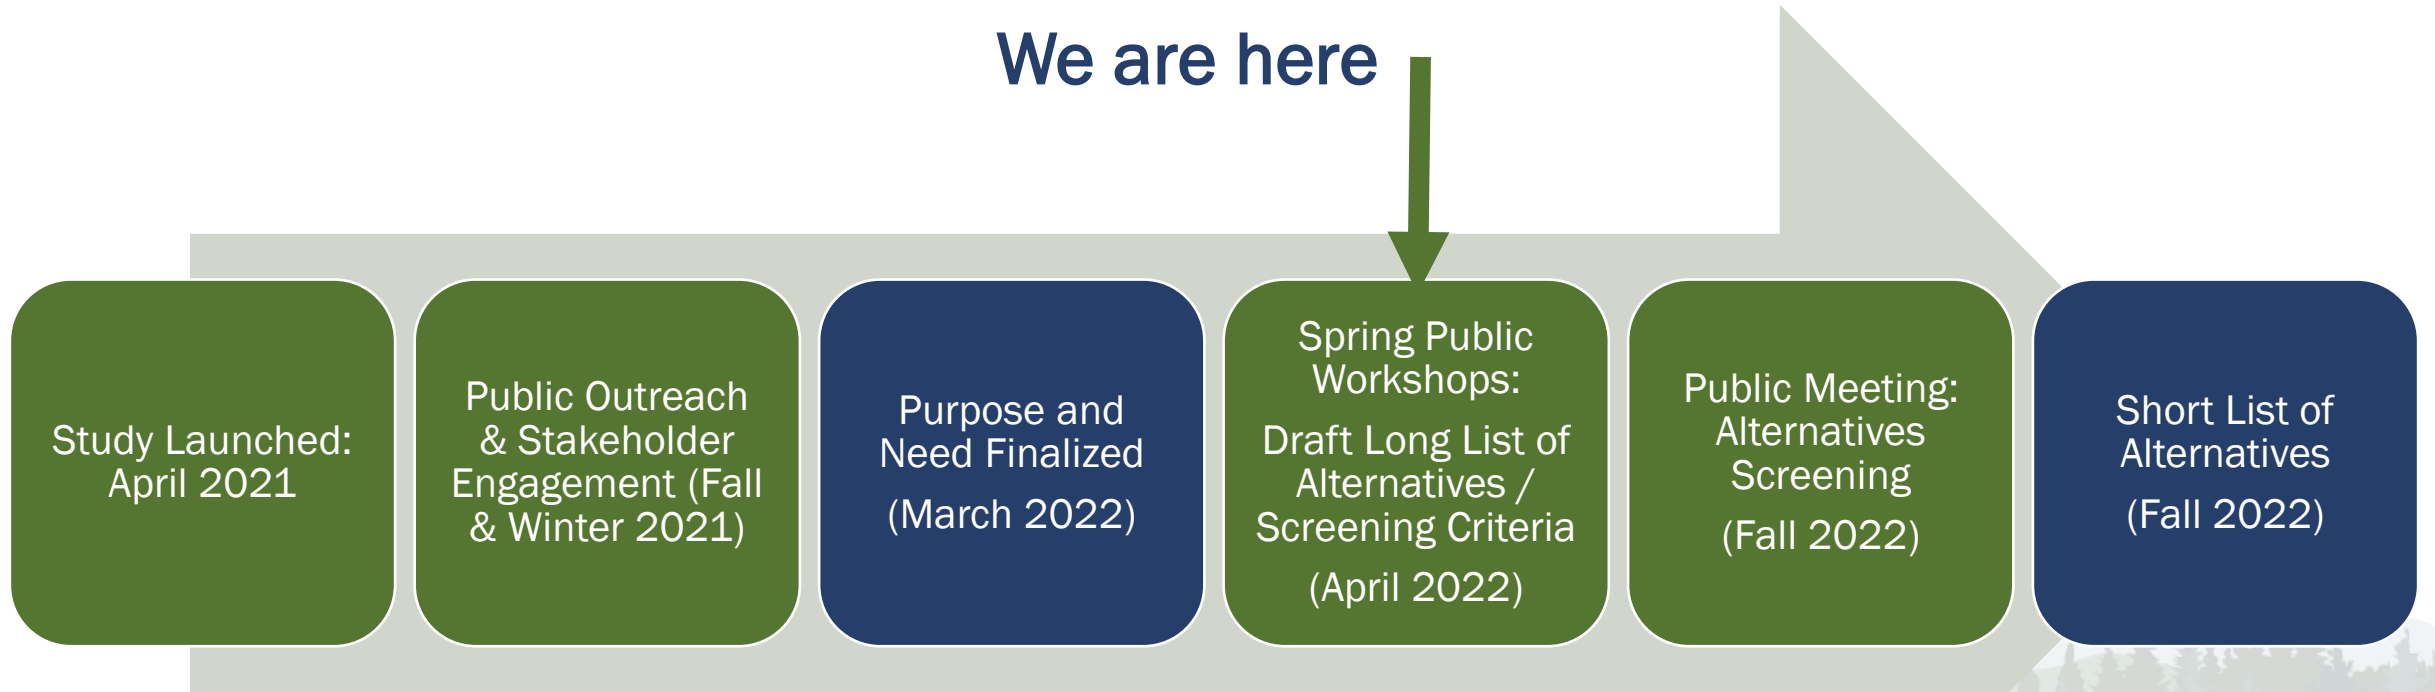 We are here
Study Launched:
April 2021
Public Outreach
& Stakeholder
Engagement (Fall
& Winter 2021)
Purpose and
Need Finalized
(March 2022)
Spring Public
Workshops:
Draft Long List of
Alternatives /
Screening Criteria
(April 2022)
Public Meeting:
Alternatives
Screening
(Fall 2022)
Short List of
Alternatives
(Fall 2022)